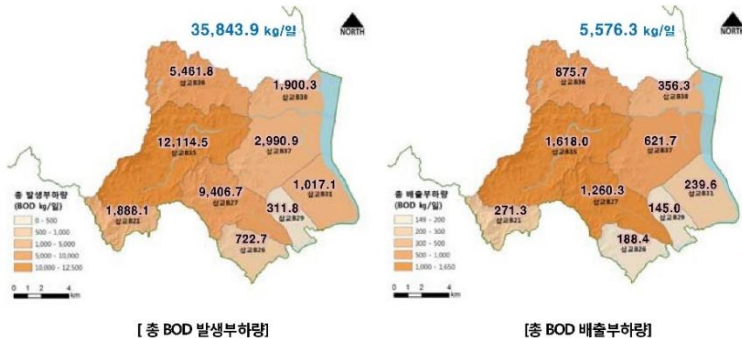 35,843.9 kg/일
NORTH
5,461.8
삽교B36
1,900.3
삽교B38
12,114.5
삽교B35
2,990.9
삽교B37
9,406.7
삽교B27
1,017.1
삽교B31
311.8
삽교B29
1,888.1
삽교B21
722.7
삽교B26
총 발생부하량
(BOD kg/일)
0 - 500
500 - 1,000
1,000 - 5,000
5,000 - 10,000
10,000 - 12,500
0 1 2 4
km
[ 총 BOD 발생부하량]
5,576.3 kg/일
NORTH
875.7
삽교B36
356.3
삽교B38
1,618.0
삽교B35
621.7
삽교B37
1,260.3
삽교B27
239.6
삽교B31
145.0
삽교B29
271.3
삽교B21
188.4
삽교B26
총 배출부하량
(BOD kg/일)
149 - 200
200 - 300
300 - 500
500 - 1,000
1,000 - 1,650
0 1 2 4
km
[총 BOD 배출부하량]